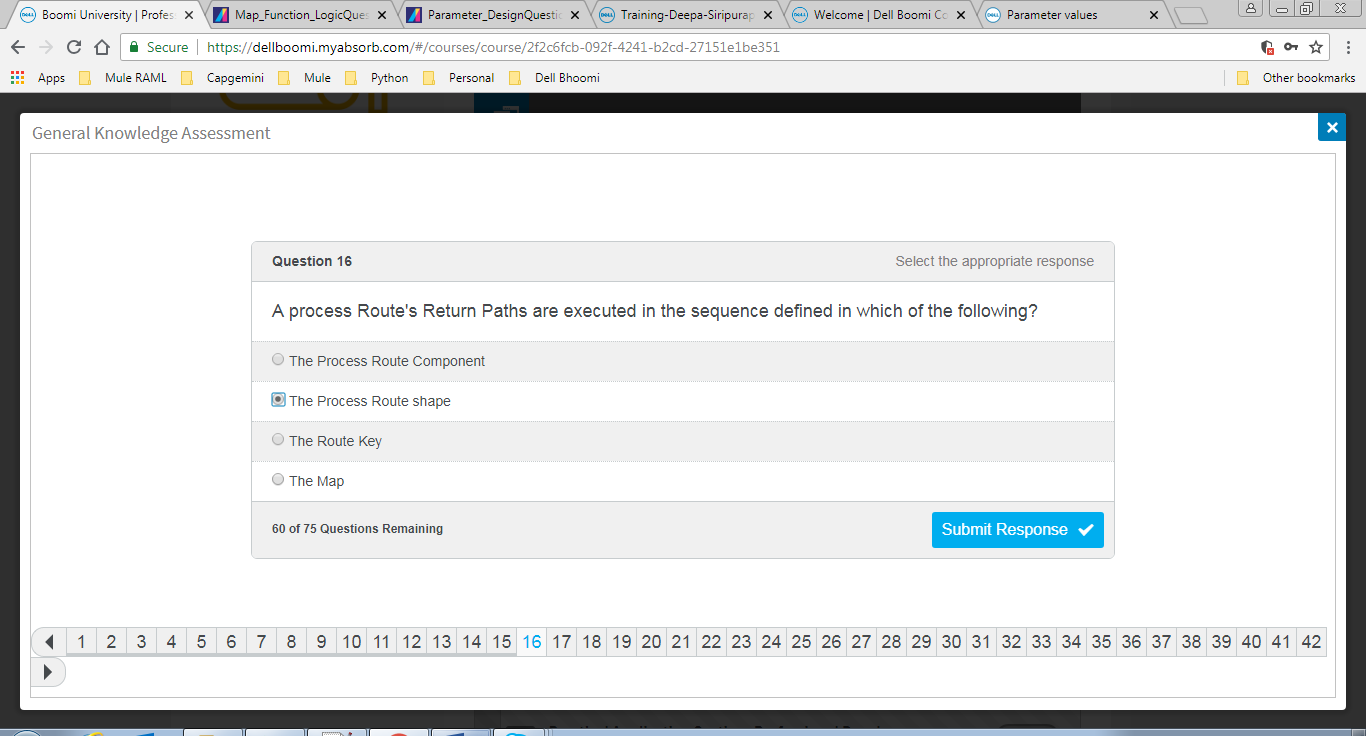 Boomi University | Profes
Map_Function_LogicQues
Parameter_DesignQuestic
Training-Deepa-Siripurap
Welcome | Dell Boomi Co
Parameter values
Secure
https://dellboomi.myabsorb.com/#/courses/course/2f2c6fcb-092f-4241-b2cd-27151e1be351
Apps Mule RAML Capgemini Mule Python Personal Dell Bhoomi Other bookmarks
General Knowledge Assessment
Question 16 Select the appropriate response
A process Route's Return Paths are executed in the sequence defined in which of the following?
The Process Route Component
The Process Route shape
The Route Key
The Map
60 of 75 Questions Remaining
Submit Response
1 2 3 4 5 6 7 8 9 10 11 12 13 14 15 16 17 18 19 20 21 22 23 24 25 26 27 28 29 30 31 32 33 34 35 36 37 38 39 40 41 42